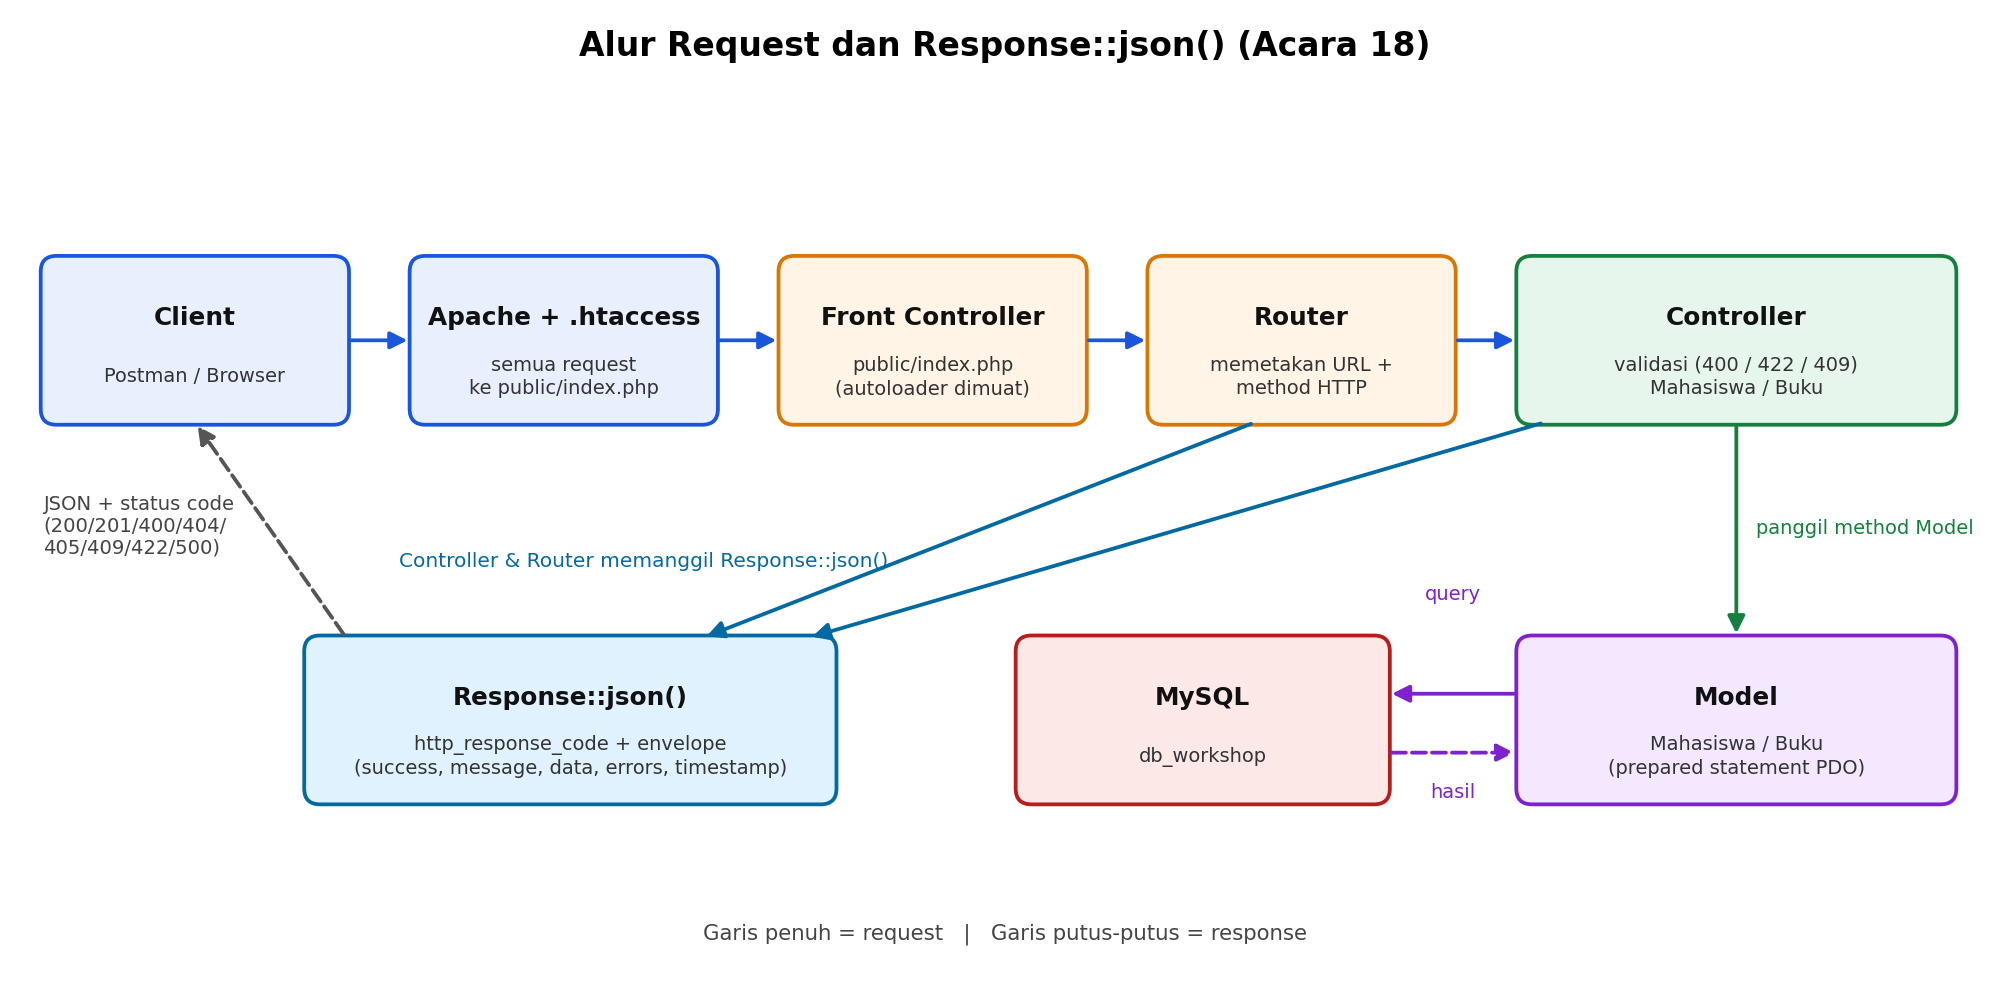 Alur Request dan Response::json() (Acara 18)
Client
Postman / Browser
Apache + .htaccess
semua request
ke public/index.php
Front Controller
public/index.php
(autoloader dimuat)
Router
memetakan URL +
method HTTP
Controller
validasi (400 / 422 / 409)
Mahasiswa / Buku
JSON + status code
(200/201/400/404/
405/409/422/500)
Controller & Router memanggil Response::json()
panggil method Model
query
Response::json()
http_response_code + envelope
(success, message, data, errors, timestamp)
MySQL
db_workshop
hasil
Model
Mahasiswa / Buku
(prepared statement PDO)
Garis penuh = request   |   Garis putus-putus = response